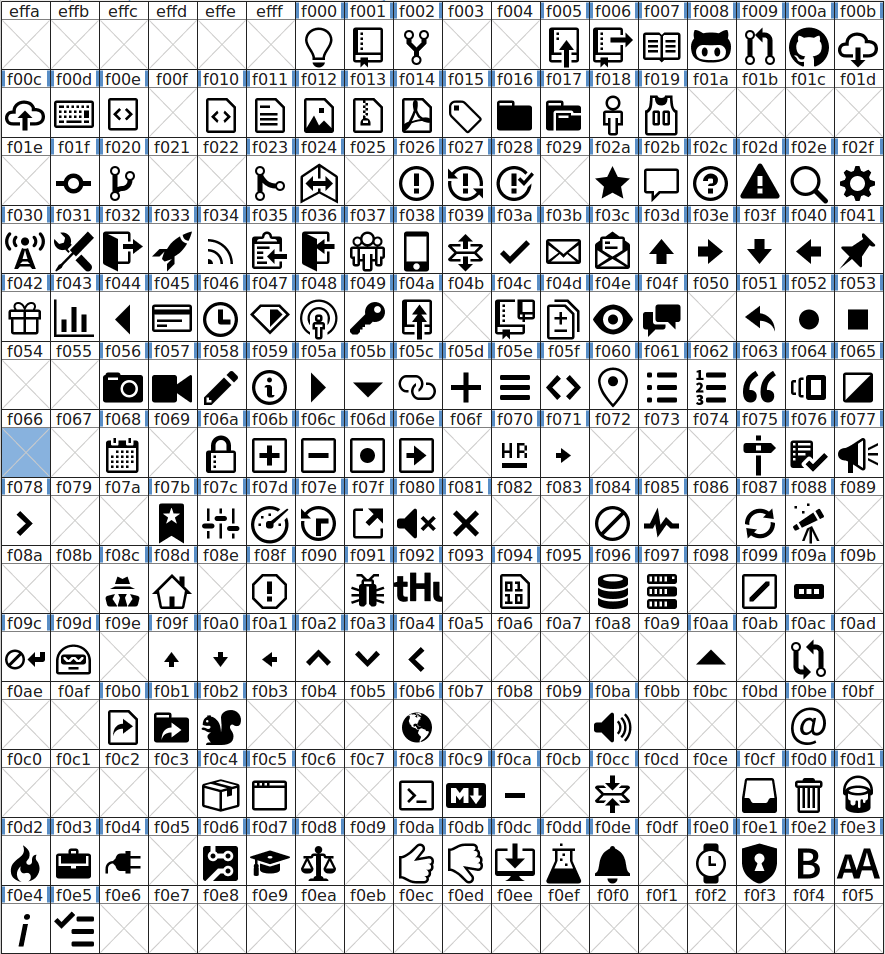 effa effb effc effd effe efff f000 f001 f002 f003 f004 f005 f006 f007 f008 f009 f00a f00b
f00c f00d f00e f00f f010 f011 f012 f013 f014 f015 f016 f017 f018 f019 f01a f01b f01c f01d
00
f01e f01f f020 f021 f022 f023 f024 f025 f026 f027 f028 f029 f02a f02b f02c f02d f02e f02f
! ! ! ? !
f030 f031 f032 f033 f034 f035 f036 f037 f038 f039 f03a f03b f03c f03d f03e f03f f040 f041
f042 f043 f044 f045 f046 f047 f048 f049 f04a f04b f04c f04d f04e f04f f050 f051 f052 f053
f054 f055 f056 f057 f058 f059 f05a f05b f05c f05d f05e f05f f060 f061 f062 f063 f064 f065
i + <> 1 2 3 “
f066 f067 f068 f069 f06a f06b f06c f06d f06e f06f f070 f071 f072 f073 f074 f075 f076 f077
HR
f078 f079 f07a f07b f07c f07d f07e f07f f080 f081 f082 f083 f084 f085 f086 f087 f088 f089
f08a f08b f08c f08d f08e f08f f090 f091 f092 f093 f094 f095 f096 f097 f098 f099 f09a f09b
! tHu 01 10
f09c f09d f09e f09f f0a0 f0a1 f0a2 f0a3 f0a4 f0a5 f0a6 f0a7 f0a8 f0a9 f0aa f0ab f0ac f0ad
f0ae f0af f0b0 f0b1 f0b2 f0b3 f0b4 f0b5 f0b6 f0b7 f0b8 f0b9 f0ba f0bb f0bc f0bd f0be f0bf
@
f0c0 f0c1 f0c2 f0c3 f0c4 f0c5 f0c6 f0c7 f0c8 f0c9 f0ca f0cb f0cc f0cd f0ce f0cf f0d0 f0d1
>_ M
f0d2 f0d3 f0d4 f0d5 f0d6 f0d7 f0d8 f0d9 f0da f0db f0dc f0dd f0de f0df f0e0 f0e1 f0e2 f0e3
B AA
f0e4 f0e5 f0e6 f0e7 f0e8 f0e9 f0ea f0eb f0ec f0ed f0ee f0ef f0f0 f0f1 f0f2 f0f3 f0f4 f0f5
i